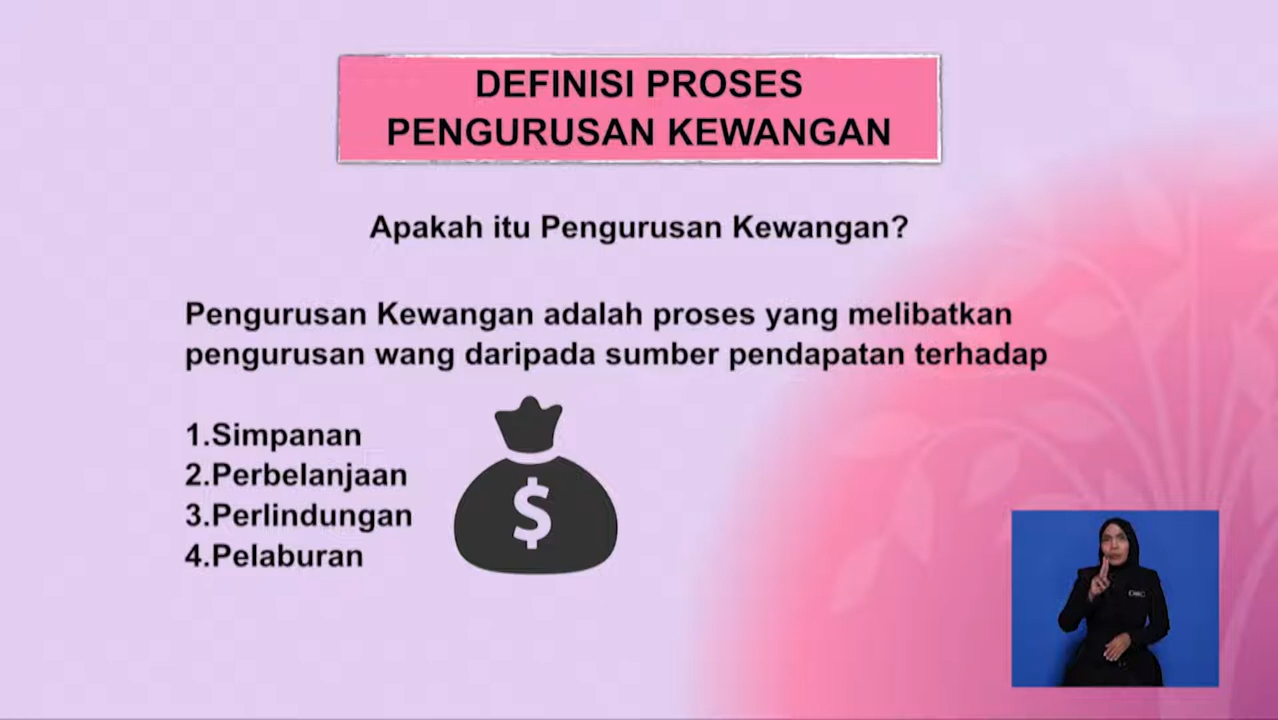 DEFINISI PROSES
PENGURUSAN KEWANGAN
Apakah itu Pengurusan Kewangan?
Pengurusan Kewangan adalah proses yang melibatkan
pengurusan wang daripada sumber pendapatan terhadap
1.Simpanan
2.Perbelanjaan
3.Perlindungan
4.Pelaburan
$